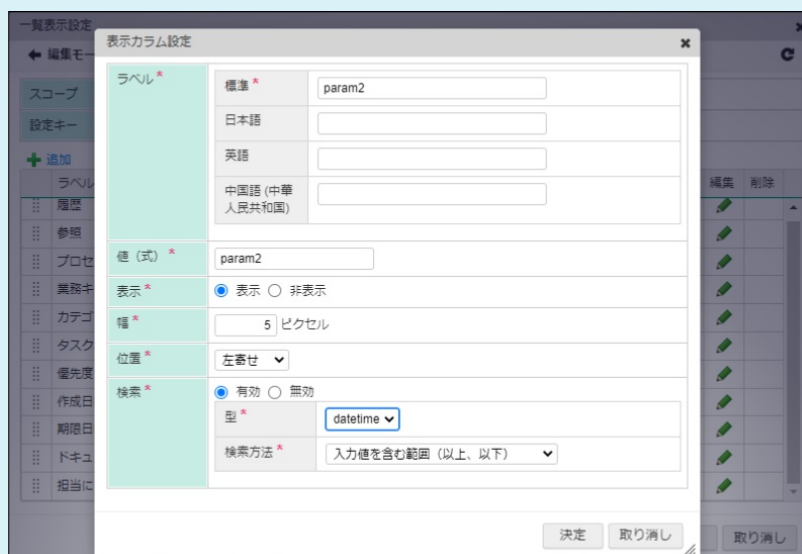 一覧表示設定
編集モー
表示カラム設定
スコープ
設定キー
追加
ラベル
編集 削除
履歴
参照
プロセ
業務キ
カテゴ
タスク
優先度
作成日
期限日
ドキュ
担当に
ラベル*
標準* param2
日本語
英語
中国語 (中華
人民共和国)
値（式）* param2
表示* 表示 非表示
幅* 5 ピクセル
位置* 左寄せ
検索* 有効 無効
型* datetime
検索方法* 入力値を含む範囲（以上、以下）
決定 取り消し
取り消し